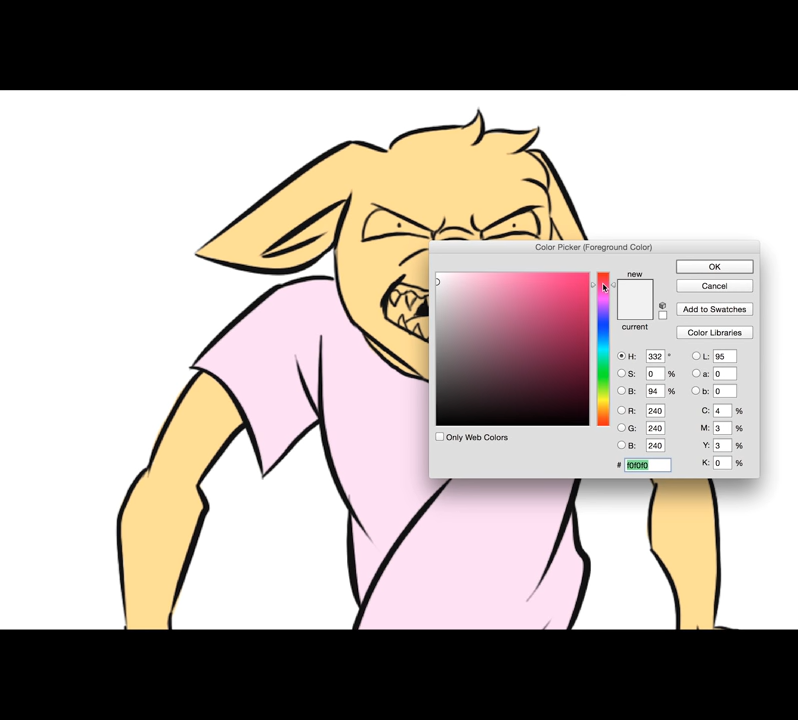 Color Picker (Foreground Color)
new
current
OK
Cancel
Add to Swatches
Color Libraries
H: 332 °
S: 0 %
B: 94 %
R: 240
G: 240
B: 240
# f0f0f0
L: 95
a: 0
b: 0
C: 4 %
M: 3 %
Y: 3 %
K: 0 %
Only Web Colors